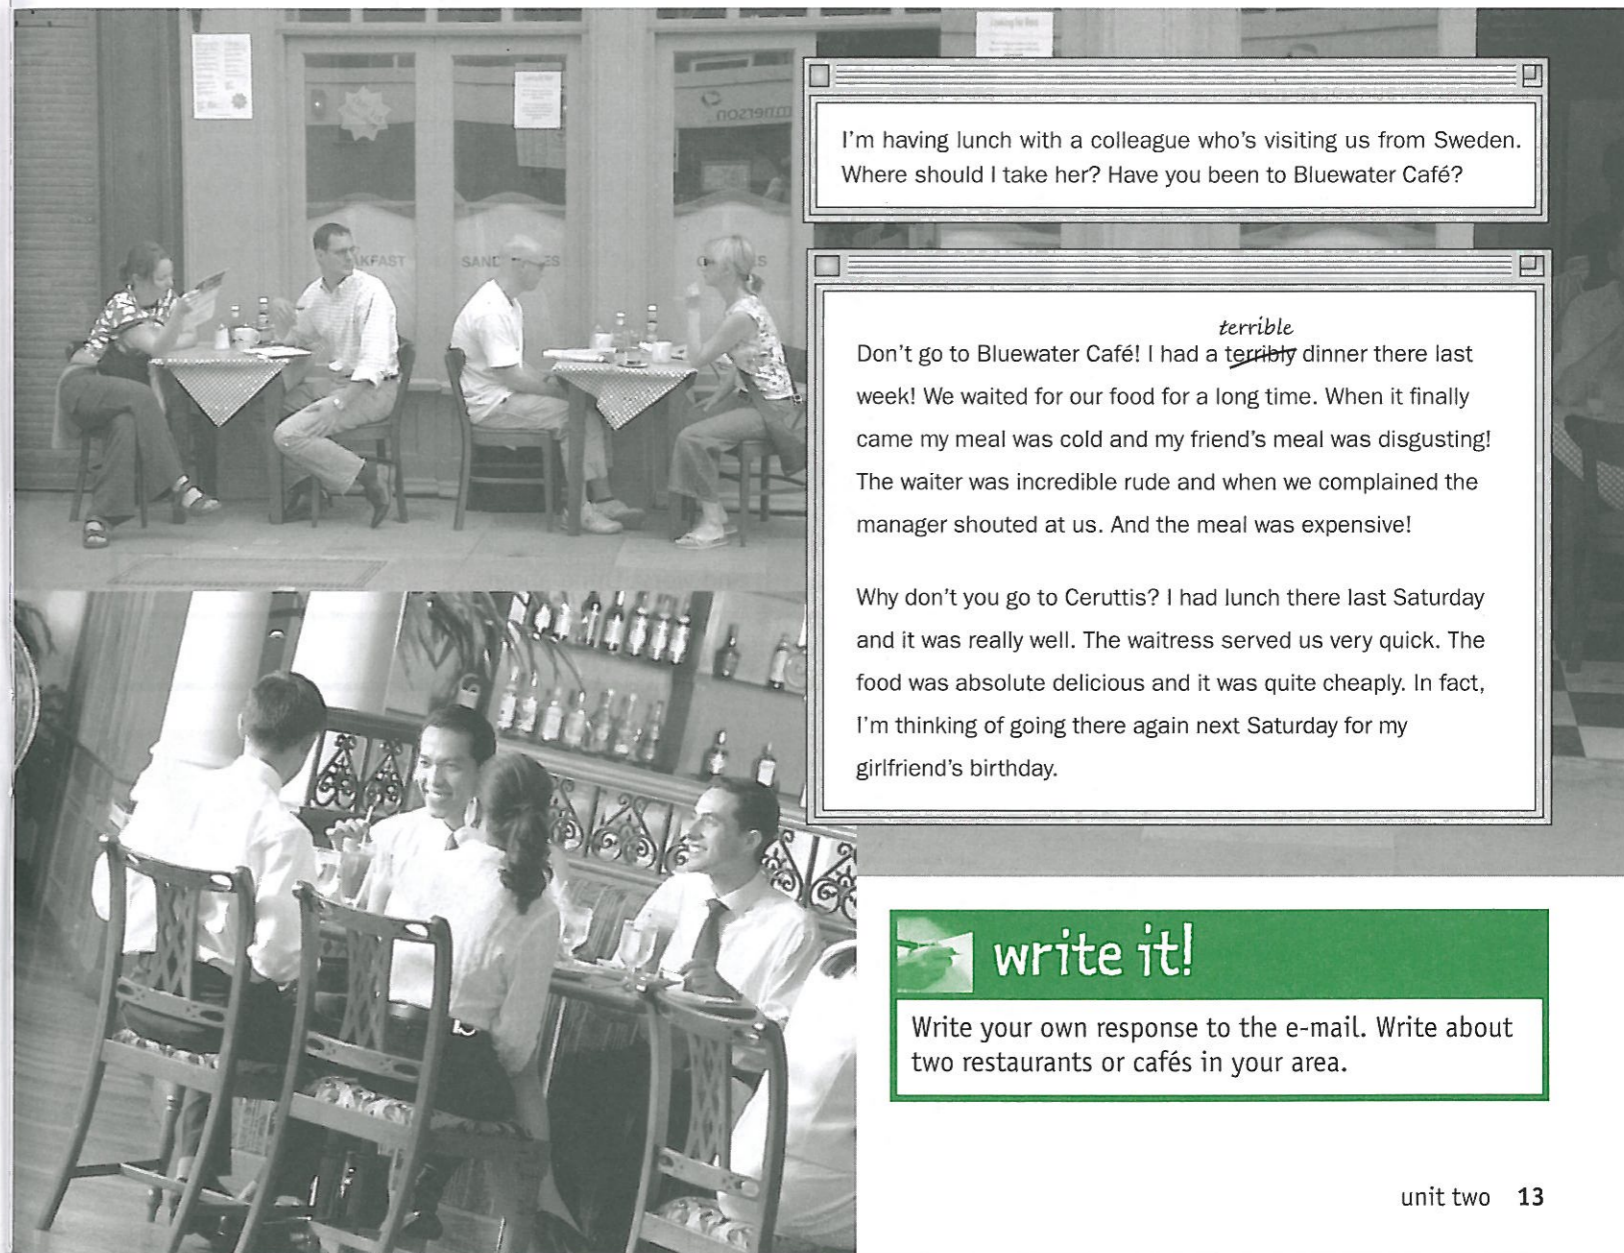 I'm having lunch with a colleague who's visiting us from Sweden.
Where should I take her? Have you been to Bluewater Café?
terrible
Don't go to Bluewater Café! I had a terribly dinner there last
week! We waited for our food for a long time. When it finally
came my meal was cold and my friend's meal was disgusting!
The waiter was incredible rude and when we complained the
manager shouted at us. And the meal was expensive!
Why don't you go to Ceruttis? I had lunch there last Saturday
and it was really well. The waitress served us very quick. The
food was absolute delicious and it was quite cheaply. In fact,
I'm thinking of going there again next Saturday for my
girlfriend's birthday.
write it!
Write your own response to the e-mail. Write about
two restaurants or cafés in your area.
unit two 13